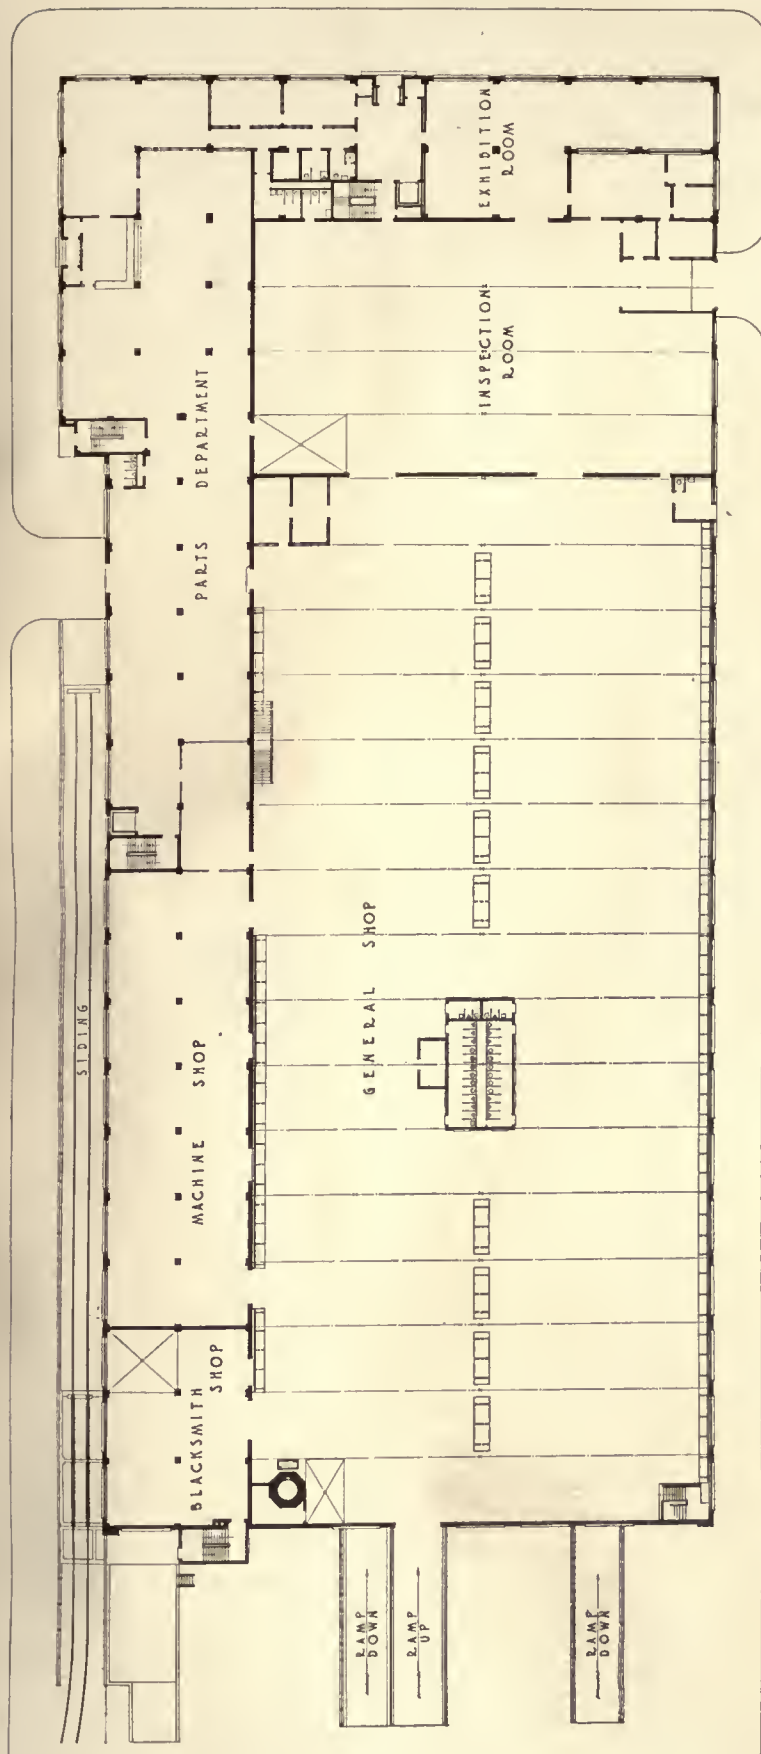 EXHIBITION
ROOM
INSPECTION
ROOM
PARTS DEPARTMENT
GENERAL SHOP
SIDING
MACHINE SHOP
BLACKSMITH
SHOP
RAMP
DOWN
RAMP
UP
RAMP
DOWN